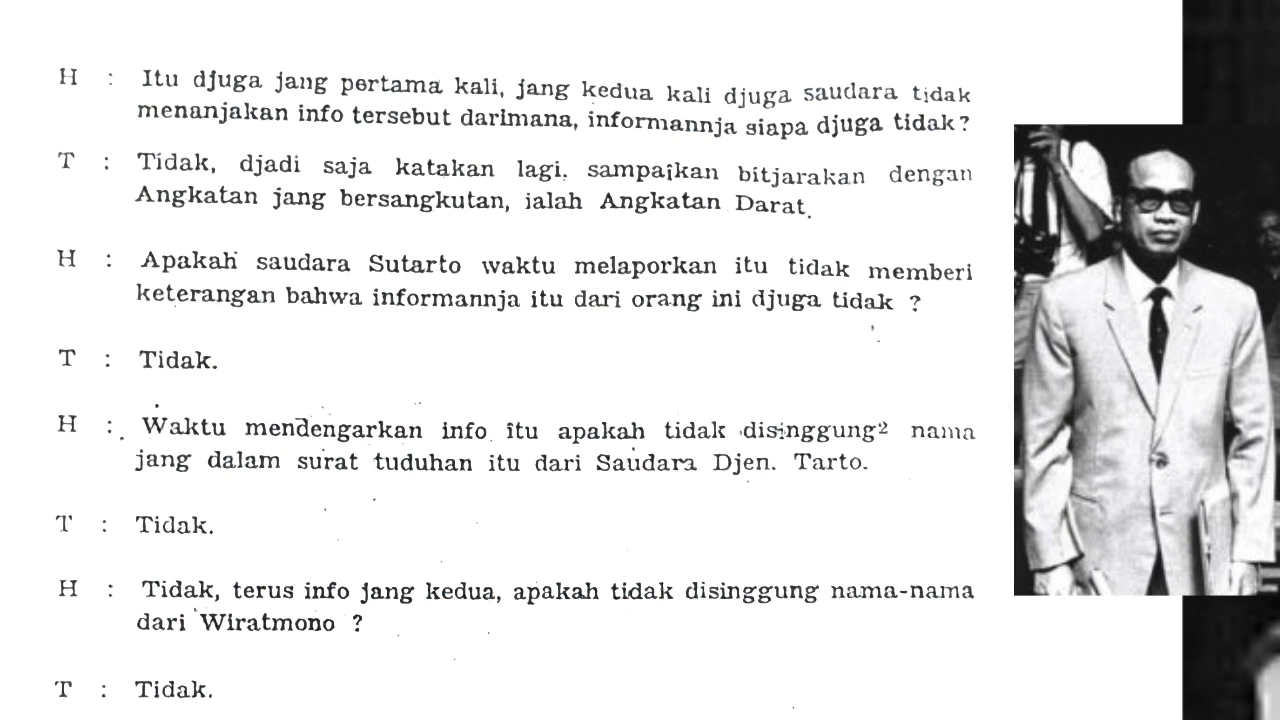 H : Itu djuga jang pertama kali, jang kedua kali djuga saudara tidak
menanjakan info tersebut darimana, informannja siapa djuga tidak?
T : Tidak, djadi saja katakan lagi. sampaikan bitjarakan dengan
Angkatan jang bersangkutan, ialah Angkatan Darat.
H : Apakah saudara Sutarto waktu melaporkan itu tidak memberi
keterangan bahwa informannja itu dari orang ini djuga tidak ?
T : Tidak.
H : Waktu mendengarkan info itu apakah tidak disinggung2 nama
jang dalam surat tuduhan itu dari Saudara Djen. Tarto.
T : Tidak.
H : Tidak, terus info jang kedua, apakah tidak disinggung nama-nama
dari Wiratmono ?
T : Tidak.